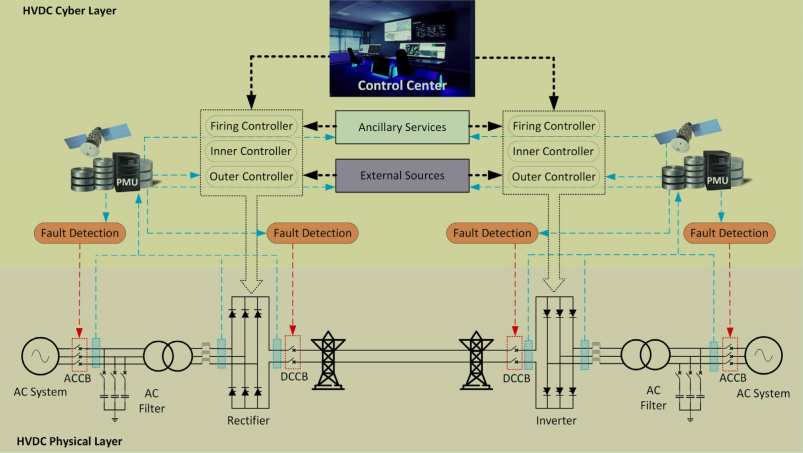 HVDC Cyber Layer
Control Center
Firing Controller
Ancillary Services
Firing Controller
Inner Controller
Inner Controller
PMU
Outer Controller
External Sources
Outer Controller
PMU
Fault Detection
Fault Detection
Fault Detection
Fault Detection
AC System
ACCB
AC
Filter
Rectifier
DCCB
DCCB
Inverter
AC
Filter
ACCB
AC System
HVDC Physical Layer